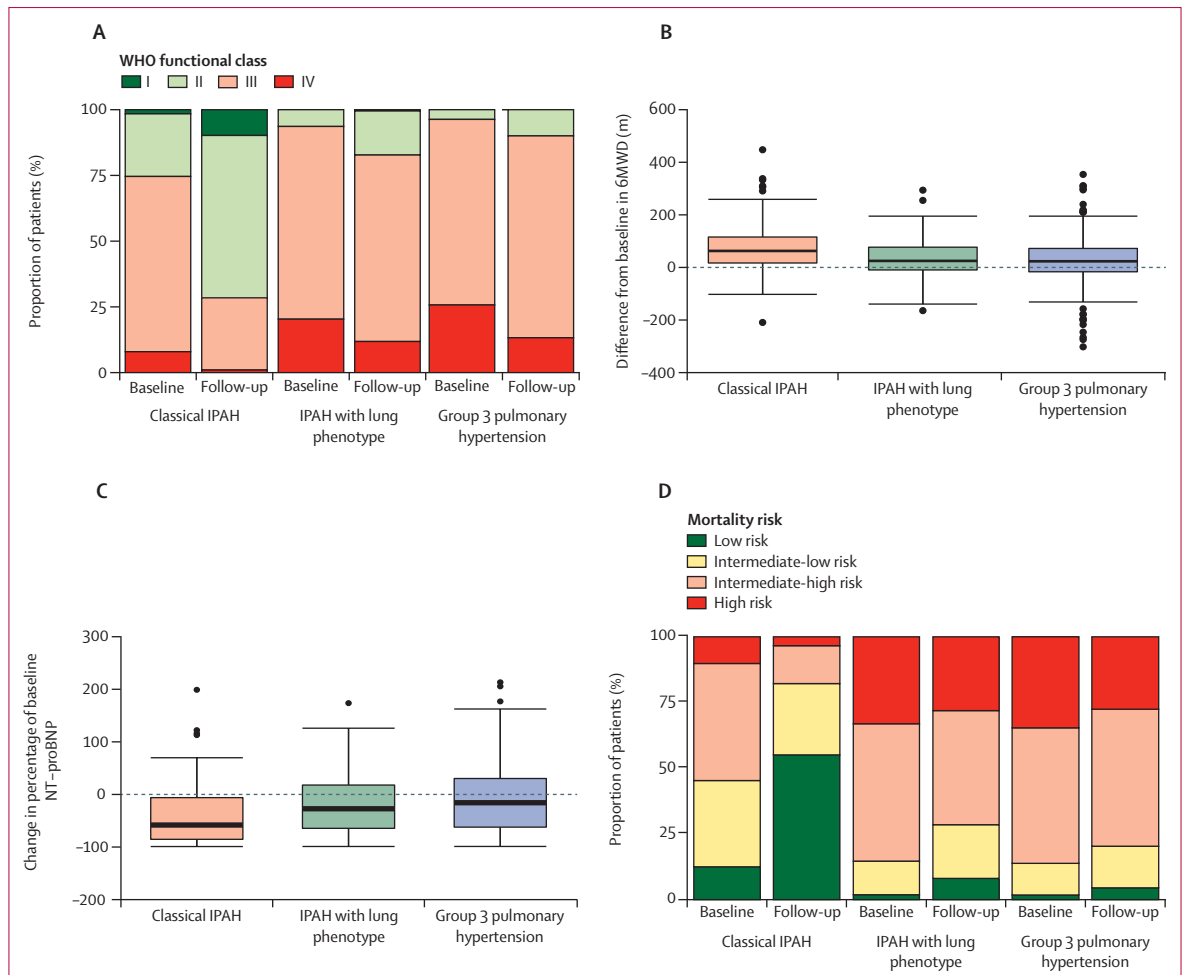 A
WHO functional class
I II III IV
Proportion of patients (%)
100
75
50
25
0
Baseline Follow-up Baseline Follow-up Baseline Follow-up
Classical IPAH IPAH with lung phenotype Group 3 pulmonary hypertension
B
Difference from baseline in 6MWD (m)
600
400
200
0
−200
−400
Classical IPAH IPAH with lung phenotype Group 3 pulmonary hypertension
C
Change in percentage of baseline
NT–proBNP
300
200
100
0
−100
−200
Classical IPAH IPAH with lung phenotype Group 3 pulmonary hypertension
D
Mortality risk
Low risk
Intermediate-low risk
Intermediate-high risk
High risk
Proportion of patients (%)
100
75
50
25
0
Baseline Follow-up Baseline Follow-up Baseline Follow-up
Classical IPAH IPAH with lung phenotype Group 3 pulmonary hypertension